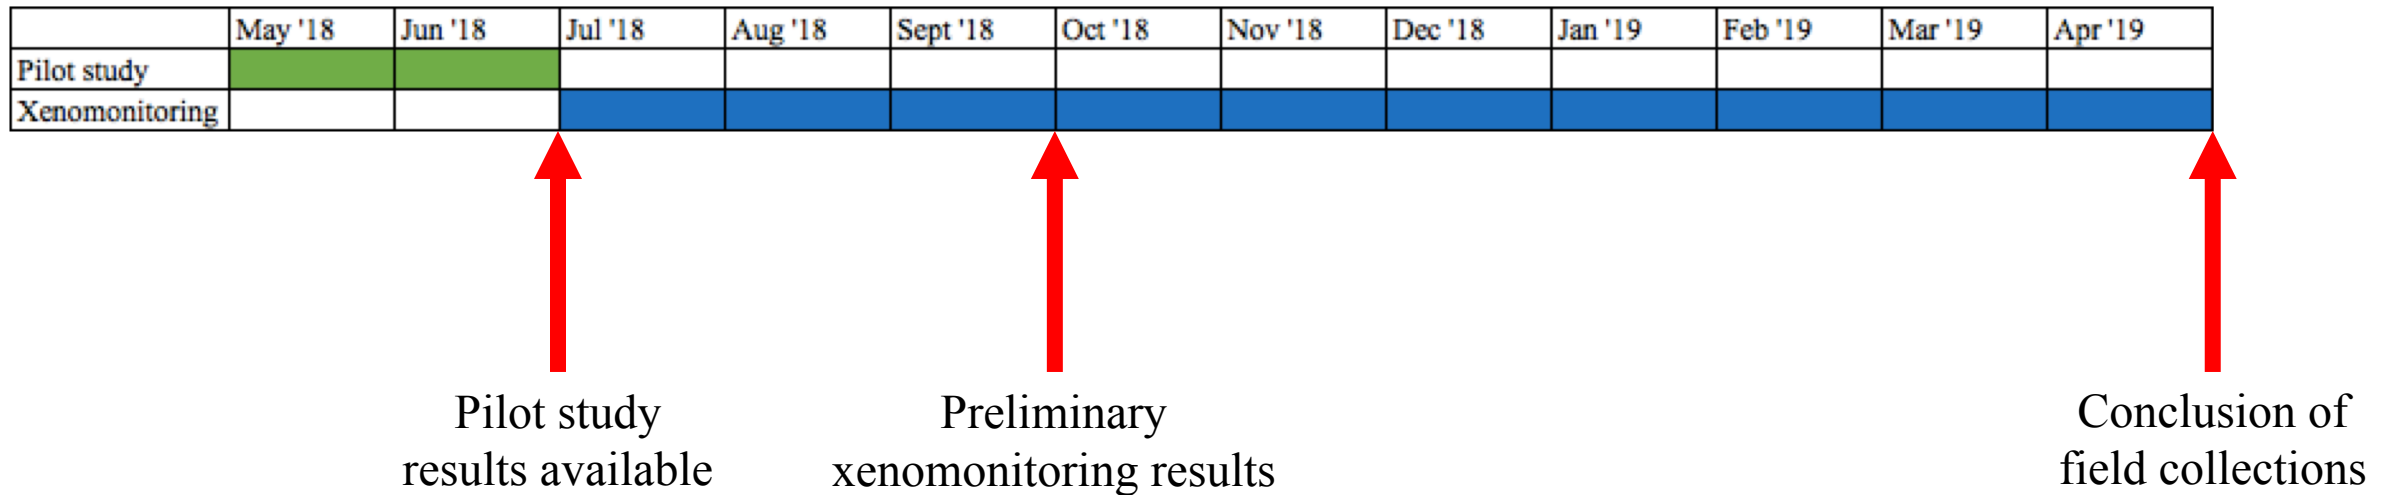 May '18 Jun '18 Jul '18 Aug '18 Sept '18 Oct '18 Nov '18 Dec '18 Jan '19 Feb '19 Mar '19 Apr '19
Pilot study
Xenomonitoring
Pilot study
results available
Preliminary
xenomonitoring results
Conclusion of
field collections